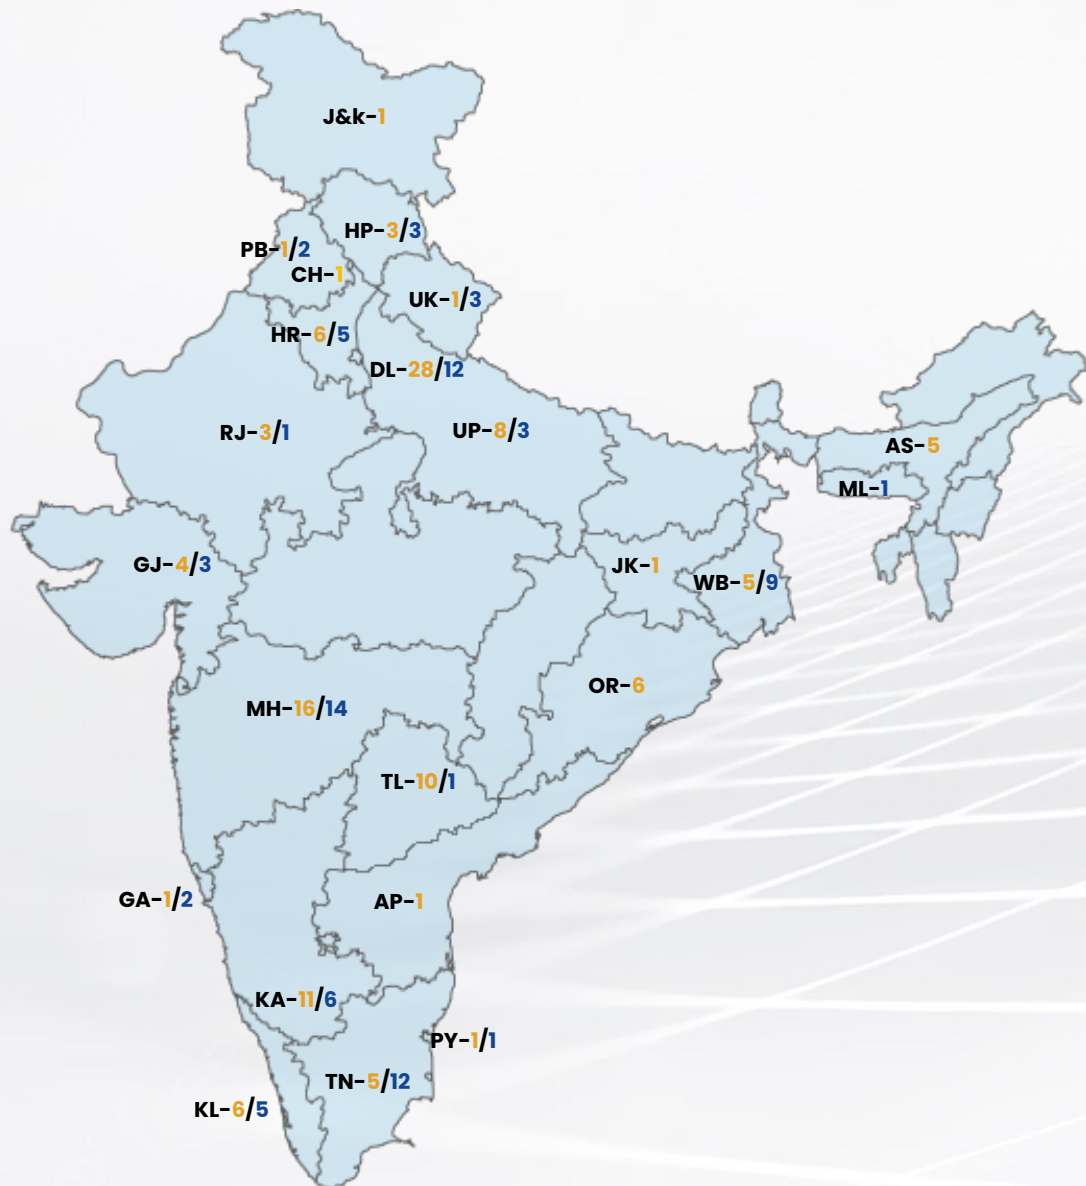 J&k-1
HP-3/3
PB-1/2
CH-1
UK-1/3
HR-6/5
DL-28/12
RJ-3/1
UP-8/3
AS-5
ML-1
GJ-4/3
JK-1
WB-5/9
OR-6
MH-16/14
TL-10/1
GA-1/2
AP-1
KA-11/6
PY-1/1
TN-5/12
KL-6/5